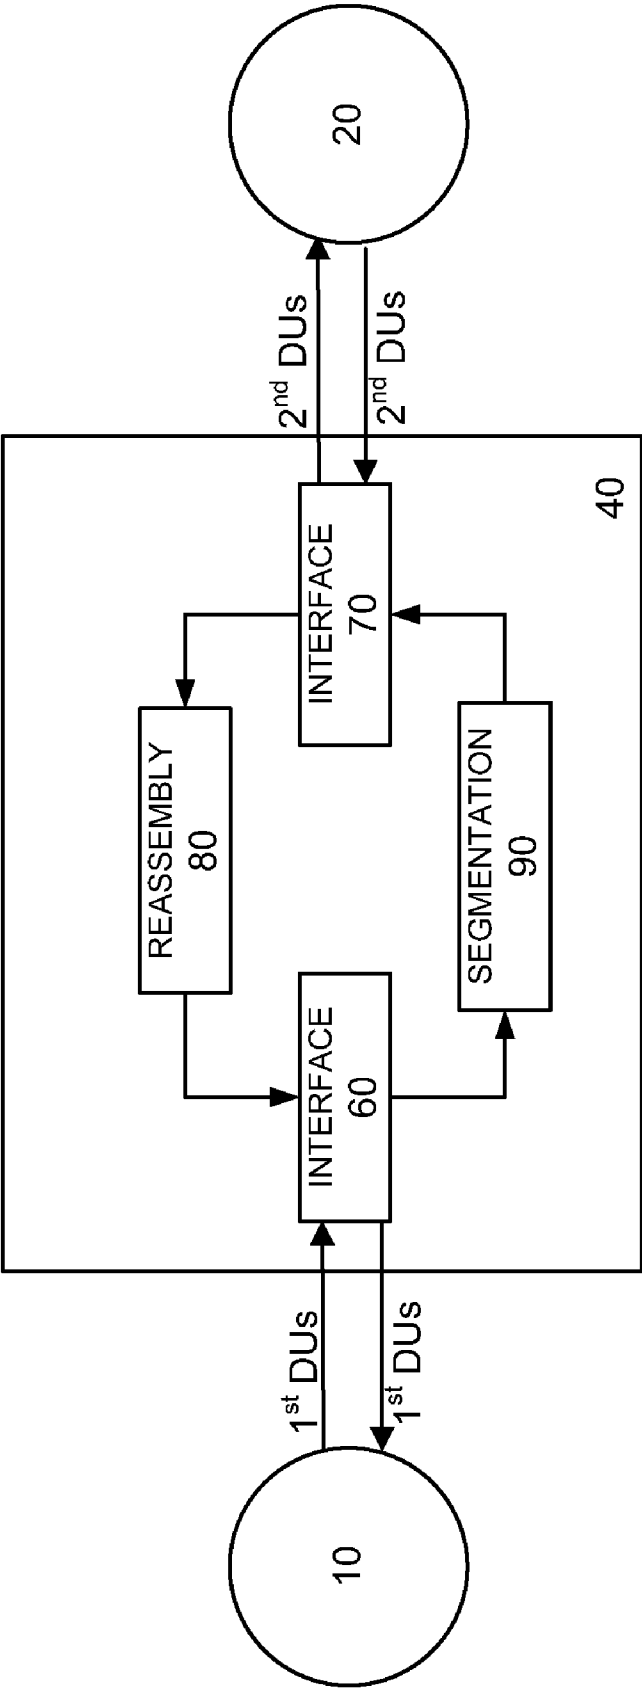 REASSEMBLY
80
10
1st DUs
1st DUs
INTERFACE
60
INTERFACE
70
2nd DUs
2nd DUs
20
SEGMENTATION
90
40